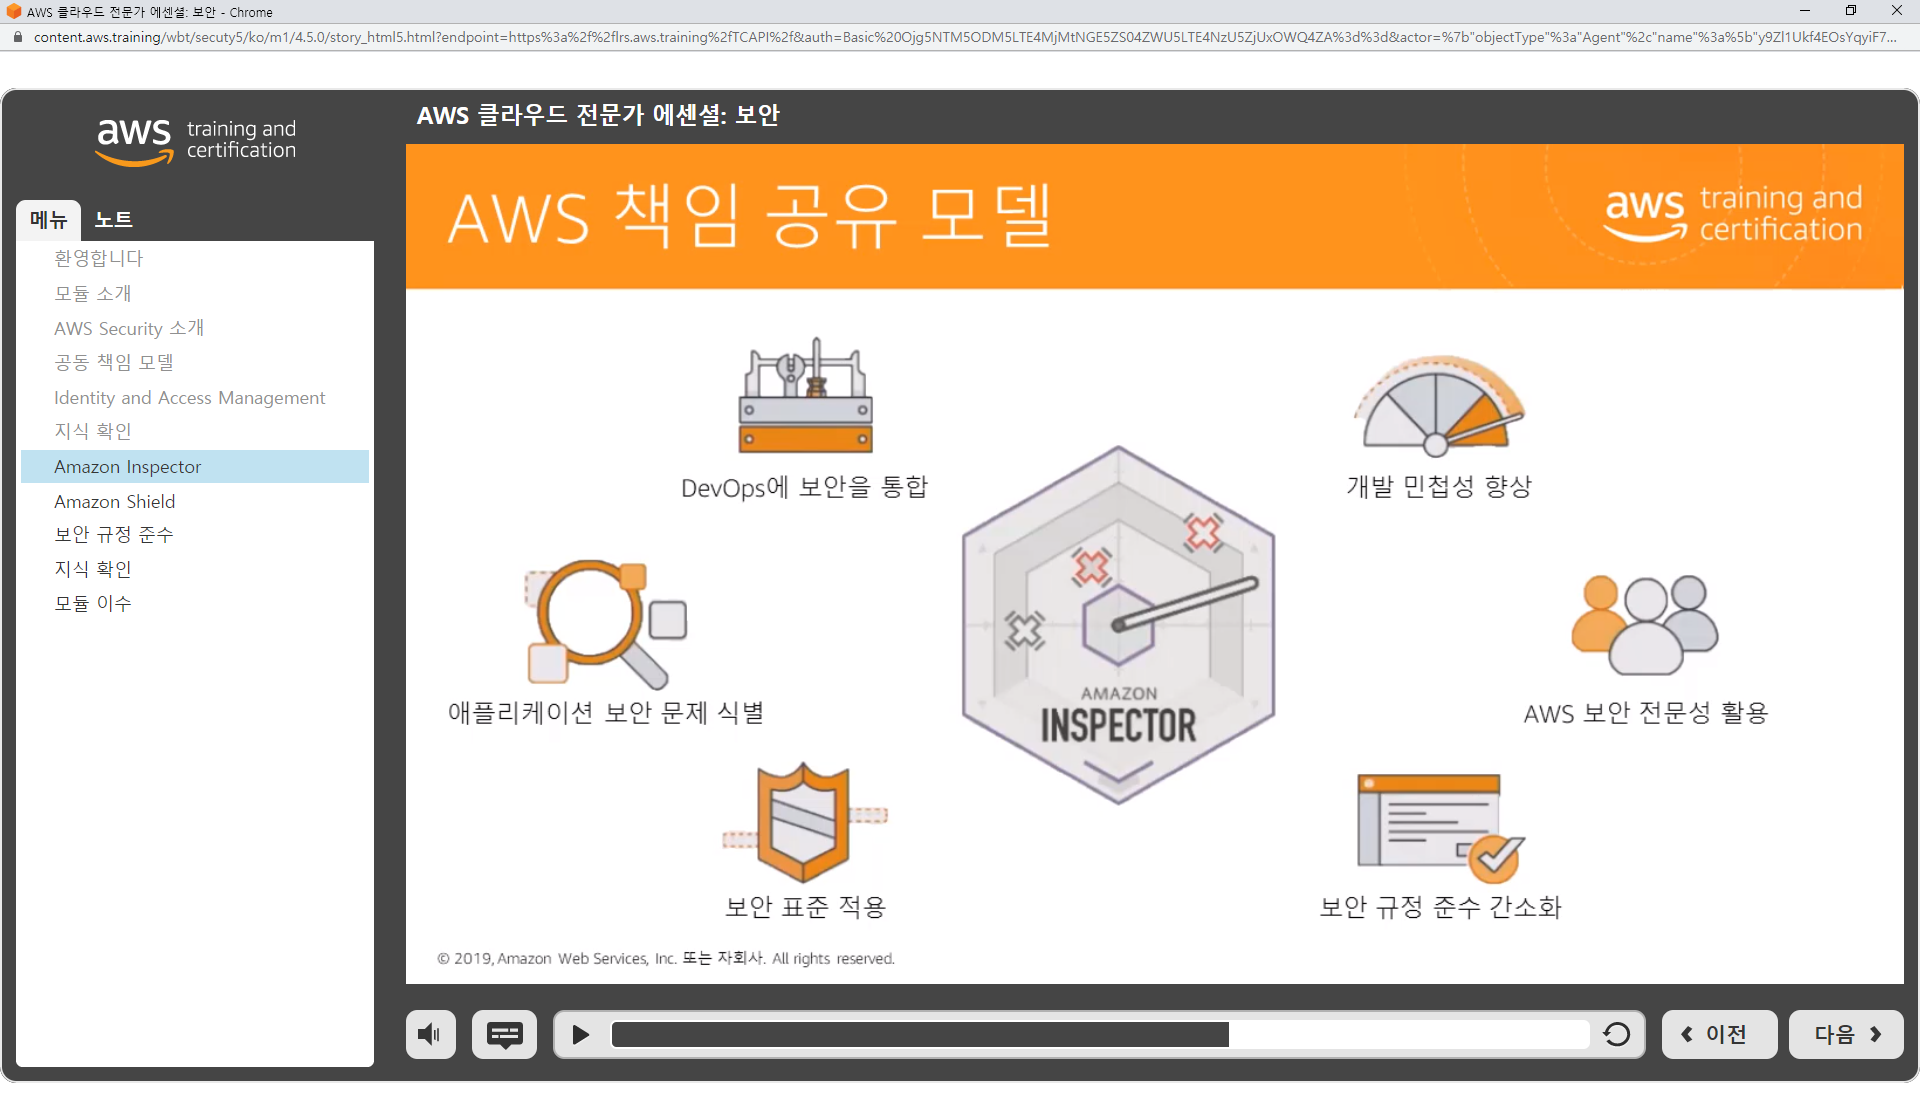 AWS 클라우드 전문가 에센셜: 보안 - Chrome
content.aws.training/wbt/secuty5/ko/m1/4.5.0/story_html5.html?endpoint=https%3a%2f%2flrs.aws.training%2fTCAPI%2f&auth=Basic%20Ojg5NTM5ODM5LTE4MjMtNGE5ZS04ZWU5LTE4NzU5ZjUxOWQ4ZA%3d%3d&actor=%7b"objectType"%3a"Agent"%2c"name"%3a%5b"y9Zl1Ukf4EOsYqyiF7...
aws training and certification
AWS 클라우드 전문가 에센셜: 보안
메뉴 노트
환영합니다
모듈 소개
AWS Security 소개
공동 책임 모델
Identity and Access Management
지식 확인
Amazon Inspector
Amazon Shield
보안 규정 준수
지식 확인
모듈 이수
AWS 책임 공유 모델
aws training and certification
DevOps에 보안을 통합
개발 민첩성 향상
애플리케이션 보안 문제 식별
AMAZON
INSPECTOR
AWS 보안 전문성 활용
보안 표준 적용
보안 규정 준수 간소화
© 2019, Amazon Web Services, Inc. 또는 자회사. All rights reserved.
이전
다음